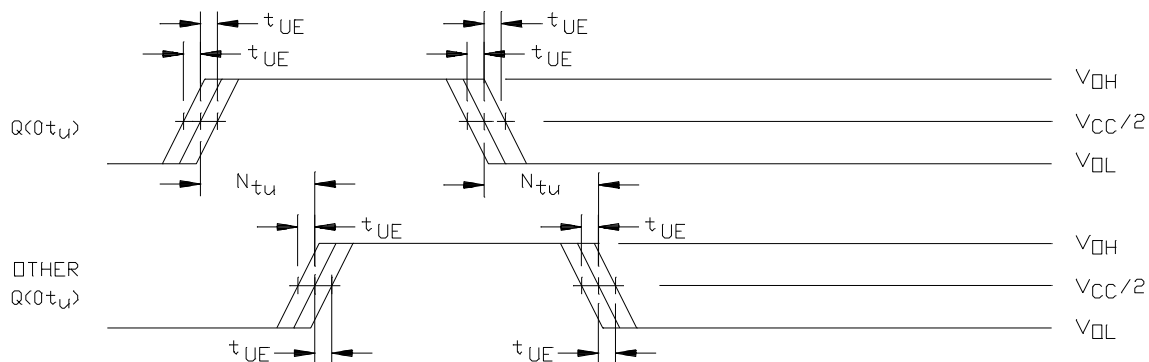 tUE tUE
tUE tUE
VOH
Q(0tu) VCC/2
VOL
Ntu Ntu
tUE tUE
VOH
OTHER
Q(0tu) VCC/2
VOL
tUE tUE